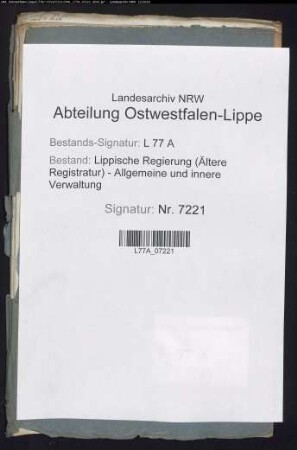 Landesarchiv NRW
Abteilung Ostwestfalen-Lippe
Bestands-Signatur: L 77 A
Bestand: Lippische Regierung (Ältere
Registratur) - Allgemeine und innere
Verwaltung
Signatur: Nr. 7221
L77A_07221